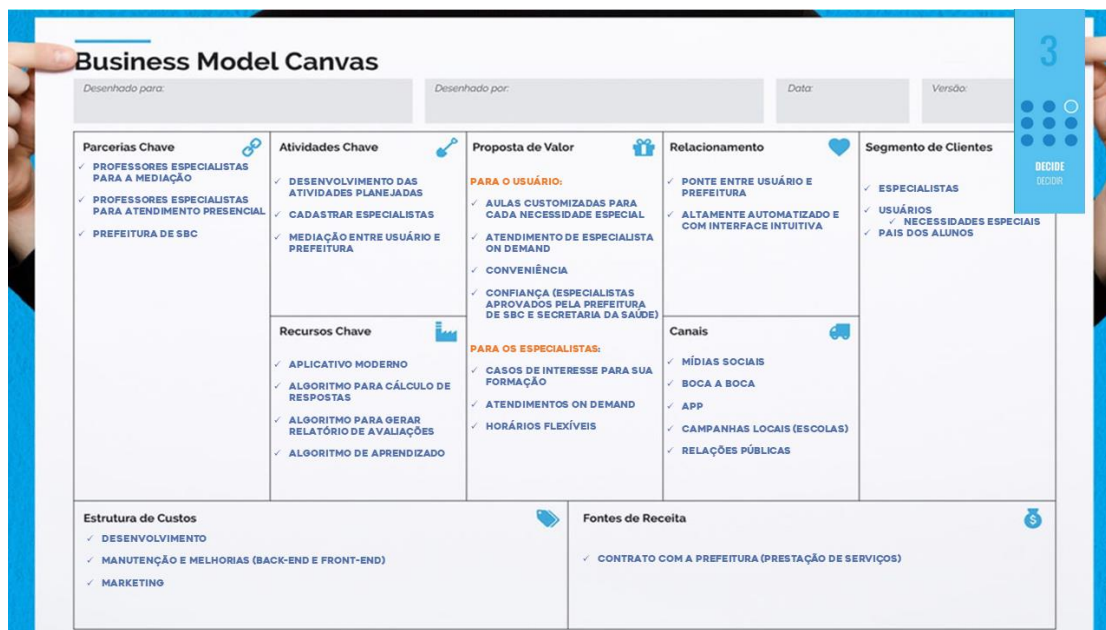 Business Model Canvas
3
DECIDE
DECIDIR
Desenhado para:
Desenhado por:
Data:
Versão:
Parcerias Chave
✓ PROFESSORES ESPECIALISTAS
PARA A MEDIAÇÃO
✓ PROFESSORES ESPECIALISTAS
PARA ATENDIMENTO PRESENCIAL
✓ PREFEITURA DE SBC
Atividades Chave
✓ DESENVOLVIMENTO DAS
ATIVIDADES PLANEJADAS
✓ CADASTRAR ESPECIALISTAS
✓ MEDIAÇÃO ENTRE USUÁRIO E
PREFEITURA
Recursos Chave
✓ APLICATIVO MODERNO
✓ ALGORITMO PARA CÁLCULO DE
RESPOSTAS
✓ ALGORITMO PARA GERAR
RELATÓRIO DE AVALIAÇÕES
✓ ALGORITMO DE APRENDIZADO
Proposta de Valor
PARA O USUÁRIO:
✓ AULAS CUSTOMIZADAS PARA
CADA NECESSIDADE ESPECIAL
✓ ATENDIMENTO DE ESPECIALISTA
ON DEMAND
✓ CONVENIÊNCIA
✓ CONFIANÇA (ESPECIALISTAS
APROVADOS PELA PREFEITURA
DE SBC E SECRETARIA DA SAÚDE)
PARA OS ESPECIALISTAS:
✓ CASOS DE INTERESSE PARA SUA
FORMAÇÃO
✓ ATENDIMENTOS ON DEMAND
✓ HORÁRIOS FLEXÍVEIS
Relacionamento
✓ PONTE ENTRE USUÁRIO E
PREFEITURA
✓ ALTAMENTE AUTOMATIZADO E
COM INTERFACE INTUITIVA
Canais
✓ MÍDIAS SOCIAIS
✓ BOCA A BOCA
✓ APP
✓ CAMPANHAS LOCAIS (ESCOLAS)
✓ RELAÇÕES PÚBLICAS
Segmento de Clientes
✓ ESPECIALISTAS
✓ USUÁRIOS
✓ NECESSIDADES ESPECIAIS
✓ PAIS DOS ALUNOS
Estrutura de Custos
✓ DESENVOLVIMENTO
✓ MANUTENÇÃO E MELHORIAS (BACK-END E FRONT-END)
✓ MARKETING
Fontes de Receita
$
✓ CONTRATO COM A PREFEITURA (PRESTAÇÃO DE SERVIÇOS)